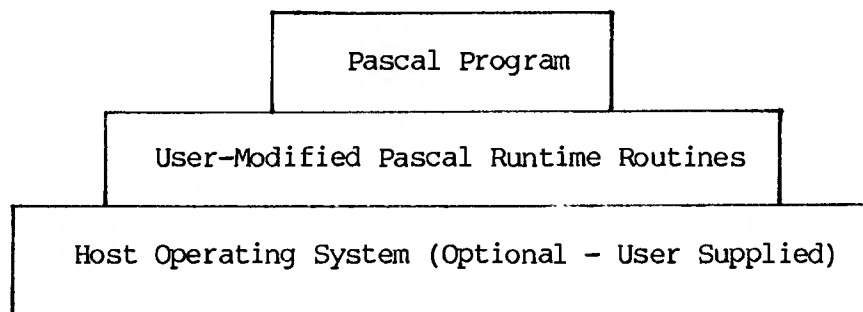 Pascal Program
User-Modified Pascal Runtime Routines
Host Operating System (Optional - User Supplied)